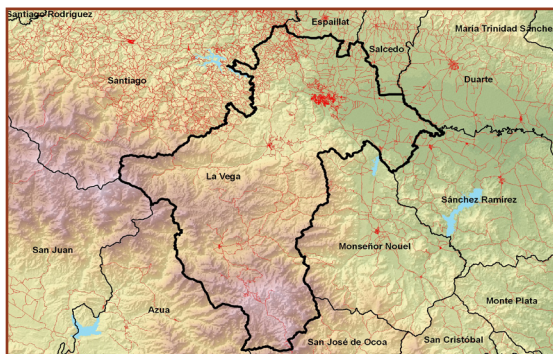 Santiago Rodríguez
Espaillat
María Trinidad Sánche
Salcedo
Santiago
Duarte
La Vega
Sánchez Ramírez
San Juan
Monseñor Nouel
Azua
Monte Plata
San José de Ocoa
San Cristóbal